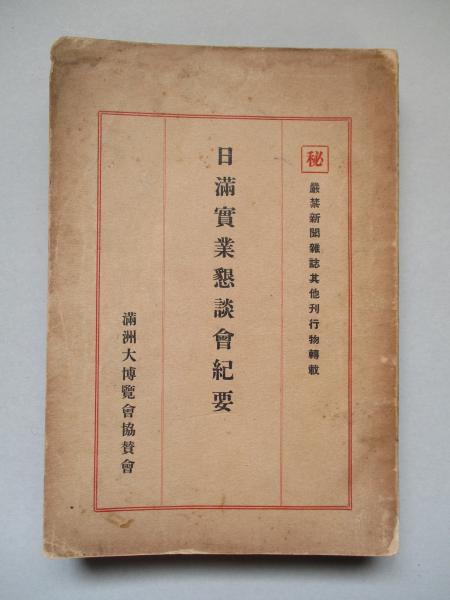 秘
嚴禁新聞雜誌其他刊行物轉載
日滿實業懇談會紀要
滿洲大博覽會協贊會